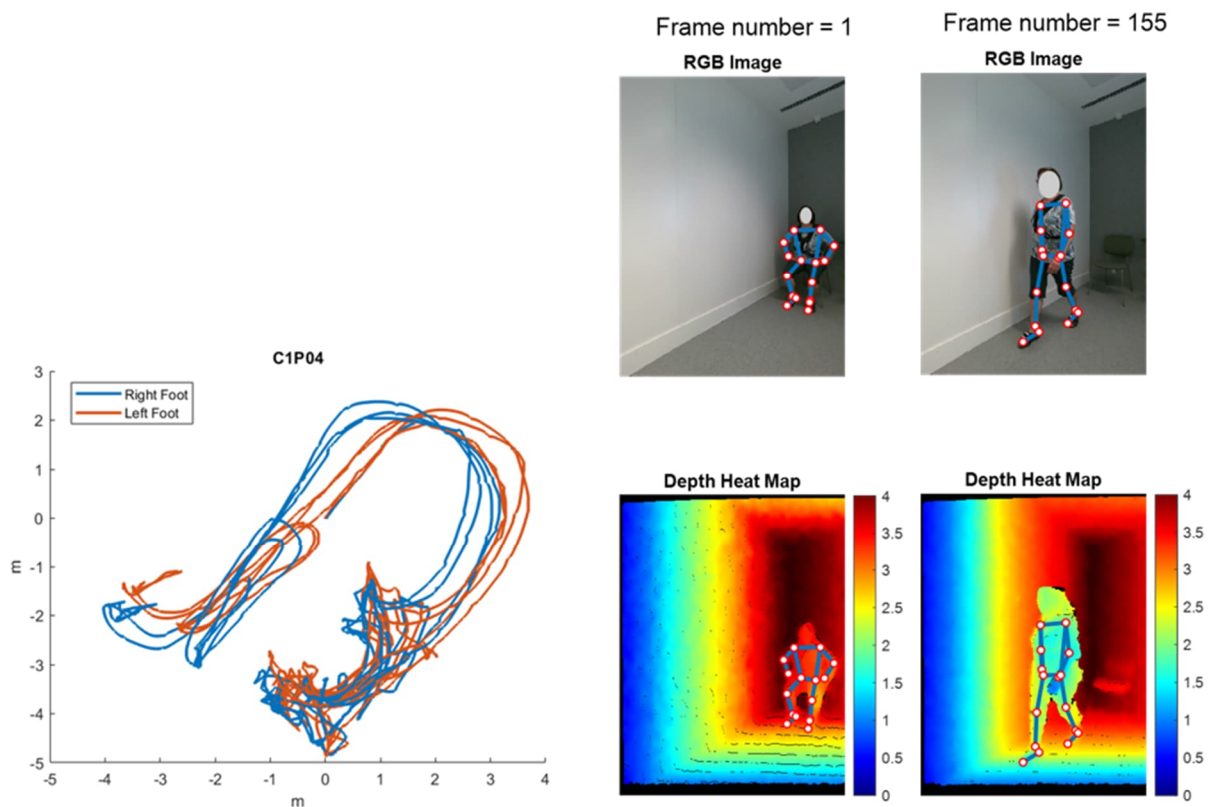 Frame number = 1
Frame number = 155
RGB Image
RGB Image
C1P04
3
2
1
0
-1
-2
-3
-4
-5
m
Right Foot
Left Foot
-5 -4 -3 -2 -1 0 1 2 3 4
m
Depth Heat Map
4
3.5
3
2.5
2
1.5
1
0.5
0
Depth Heat Map
4
3.5
3
2.5
2
1.5
1
0.5
0